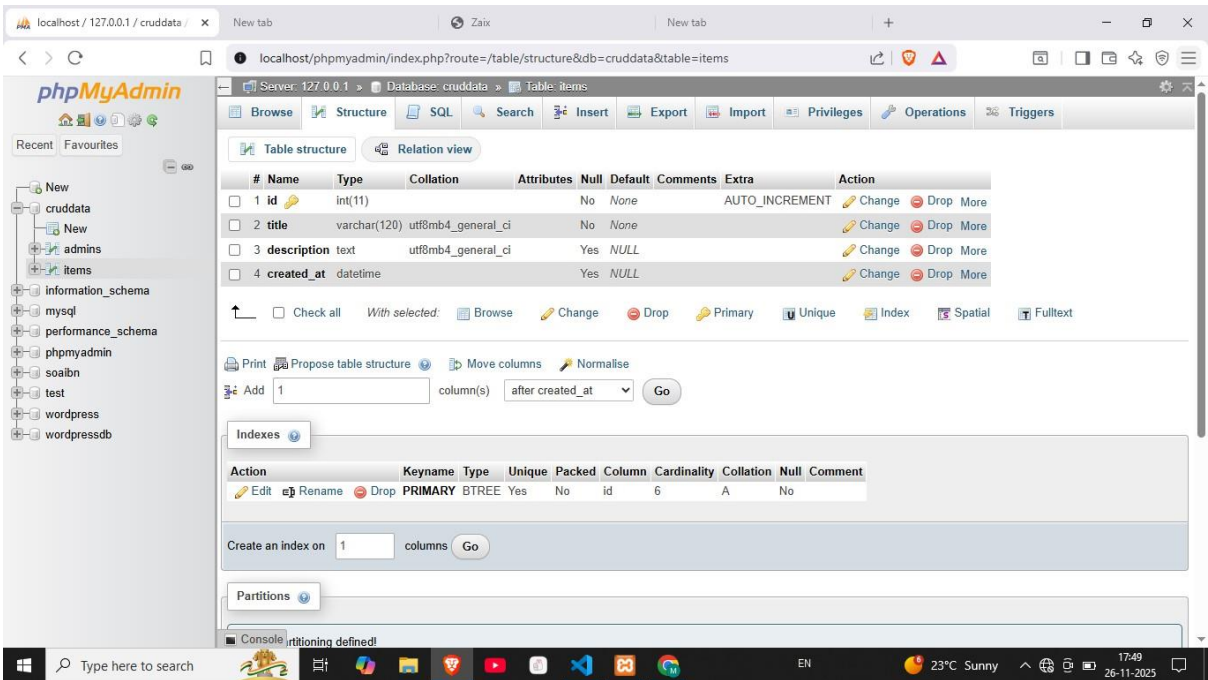 localhost / 127.0.0.1 / cruddata /
New tab
Zaix
New tab
localhost/phpmyadmin/index.php?route=/table/structure&db=cruddata&table=items
phpMyAdmin
Recent Favourites
New
cruddata
New
admins
items
information_schema
mysql
performance_schema
phpmyadmin
soaibn
test
wordpress
wordpressdb
Server: 127.0.0.1 » Database: cruddata » Table: items
Browse Structure SQL Search Insert Export Import Privileges Operations Triggers
Table structure Relation view
# Name Type Collation Attributes Null Default Comments Extra Action
1 id int(11) No None AUTO_INCREMENT Change Drop More
2 title varchar(120) utf8mb4_general_ci No None Change Drop More
3 description text utf8mb4_general_ci Yes NULL Change Drop More
4 created_at datetime Yes NULL Change Drop More
Check all With selected: Browse Change Drop Primary Unique Index Spatial Fulltext
Print Propose table structure Move columns Normalise
Add 1 column(s) after created_at Go
Indexes
Action Keyname Type Unique Packed Column Cardinality Collation Null Comment
Edit Rename Drop PRIMARY BTREE Yes No id 6 A No
Create an index on 1 columns Go
Partitions
Console rtitioning defined!
Type here to search
EN
23°C Sunny
17:49
26-11-2025